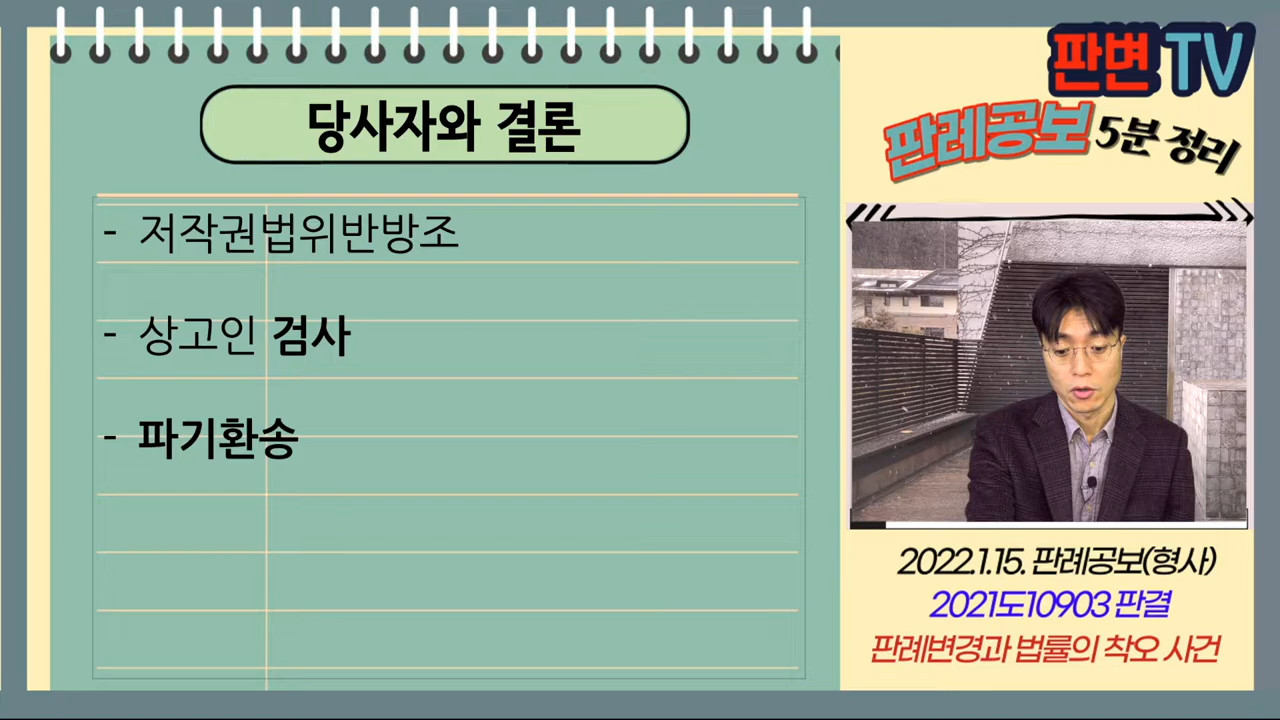 당사자와 결론
- 저작권법위반방조
- 상고인 검사
- 파기환송
판변 TV
판례공보 5분 정리
2022.1.15. 판례공보(형사)
2021도10903 판결
판례변경과 법률의 착오 사건